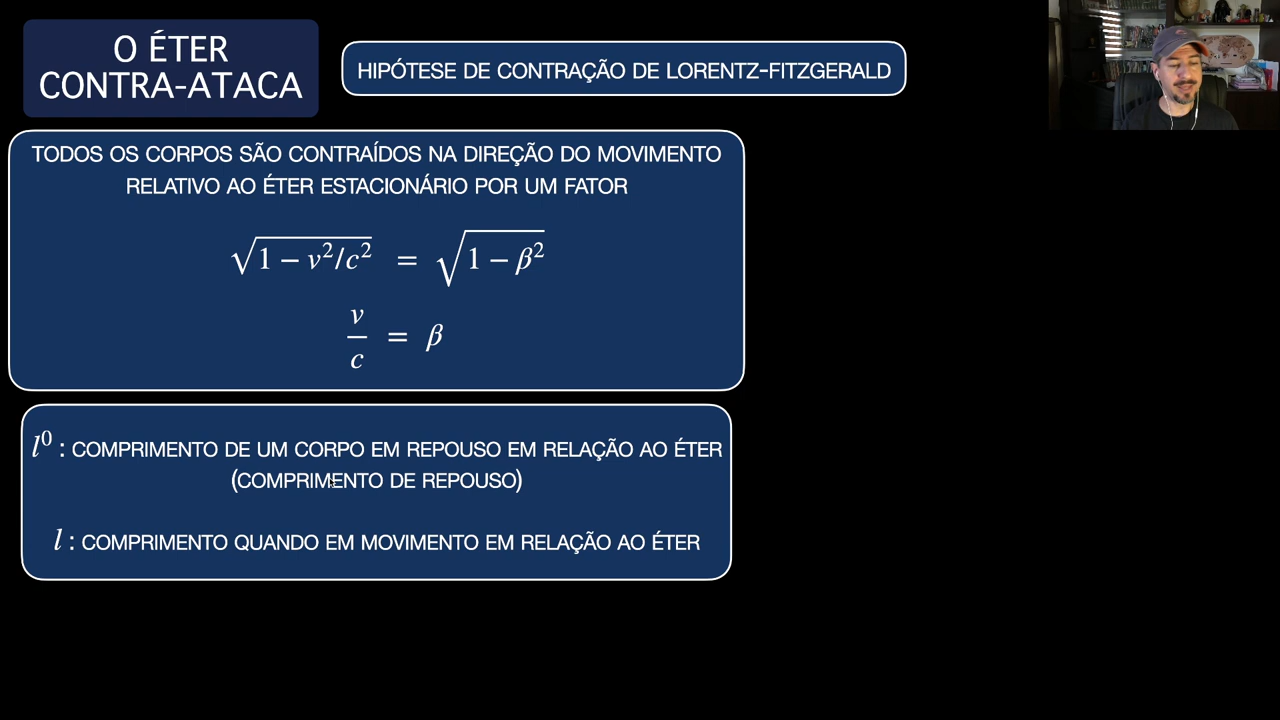 O ÉTER
CONTRA-ATACA
HIPÓTESE DE CONTRAÇÃO DE LORENTZ-FITZGERALD
TODOS OS CORPOS SÃO CONTRAÍDOS NA DIREÇÃO DO MOVIMENTO
RELATIVO AO ÉTER ESTACIONÁRIO POR UM FATOR
√(1 − v²/c²) = √(1 − β²)
v/c = β
l⁰ : COMPRIMENTO DE UM CORPO EM REPOUSO EM RELAÇÃO AO ÉTER
(COMPRIMENTO DE REPOUSO)
l : COMPRIMENTO QUANDO EM MOVIMENTO EM RELAÇÃO AO ÉTER